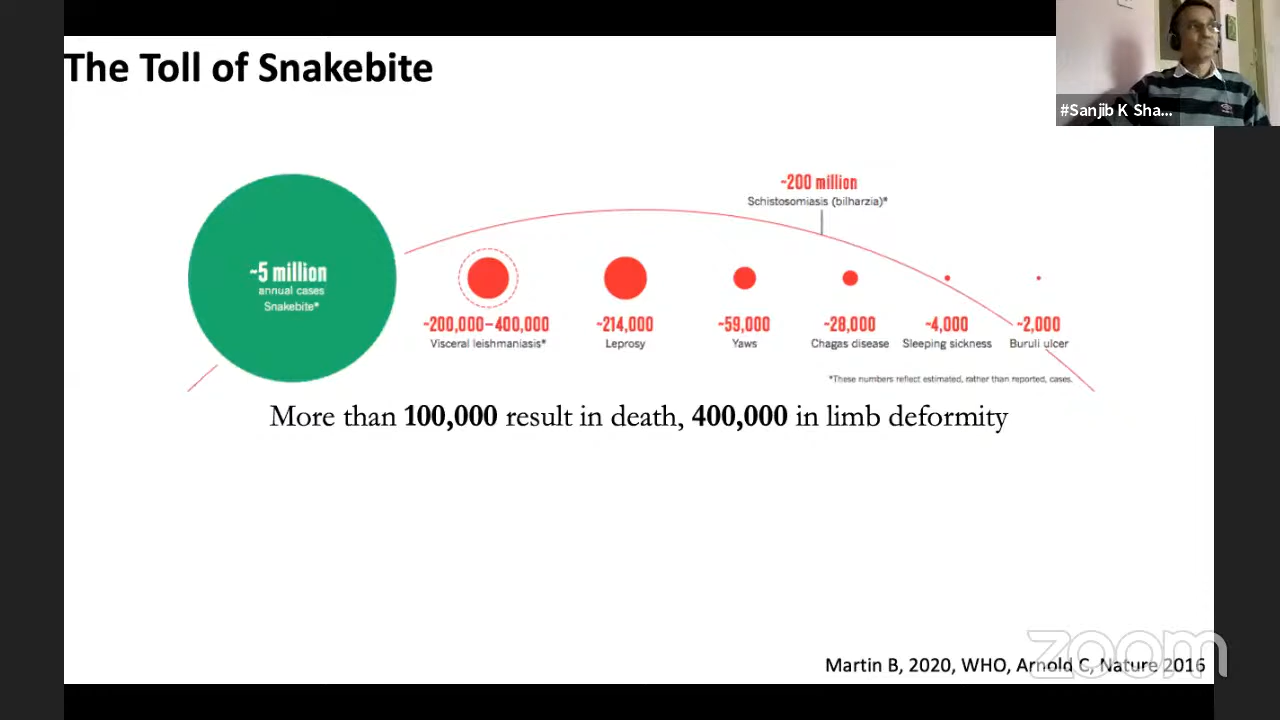 The Toll of Snakebite
#Sanjib K Sha...
~200 million
Schistosomiasis (bilharzia)*
~5 million
annual cases
Snakebite*
~200,000–400,000
Visceral leishmaniasis*
~214,000
Leprosy
~59,000
Yaws
~28,000
Chagas disease
~4,000
Sleeping sickness
~2,000
Buruli ulcer
*These numbers reflect estimated, rather than reported, cases.
More than 100,000 result in death, 400,000 in limb deformity
Martin B, 2020, WHO, Arnold C, Nature 2016
zoom